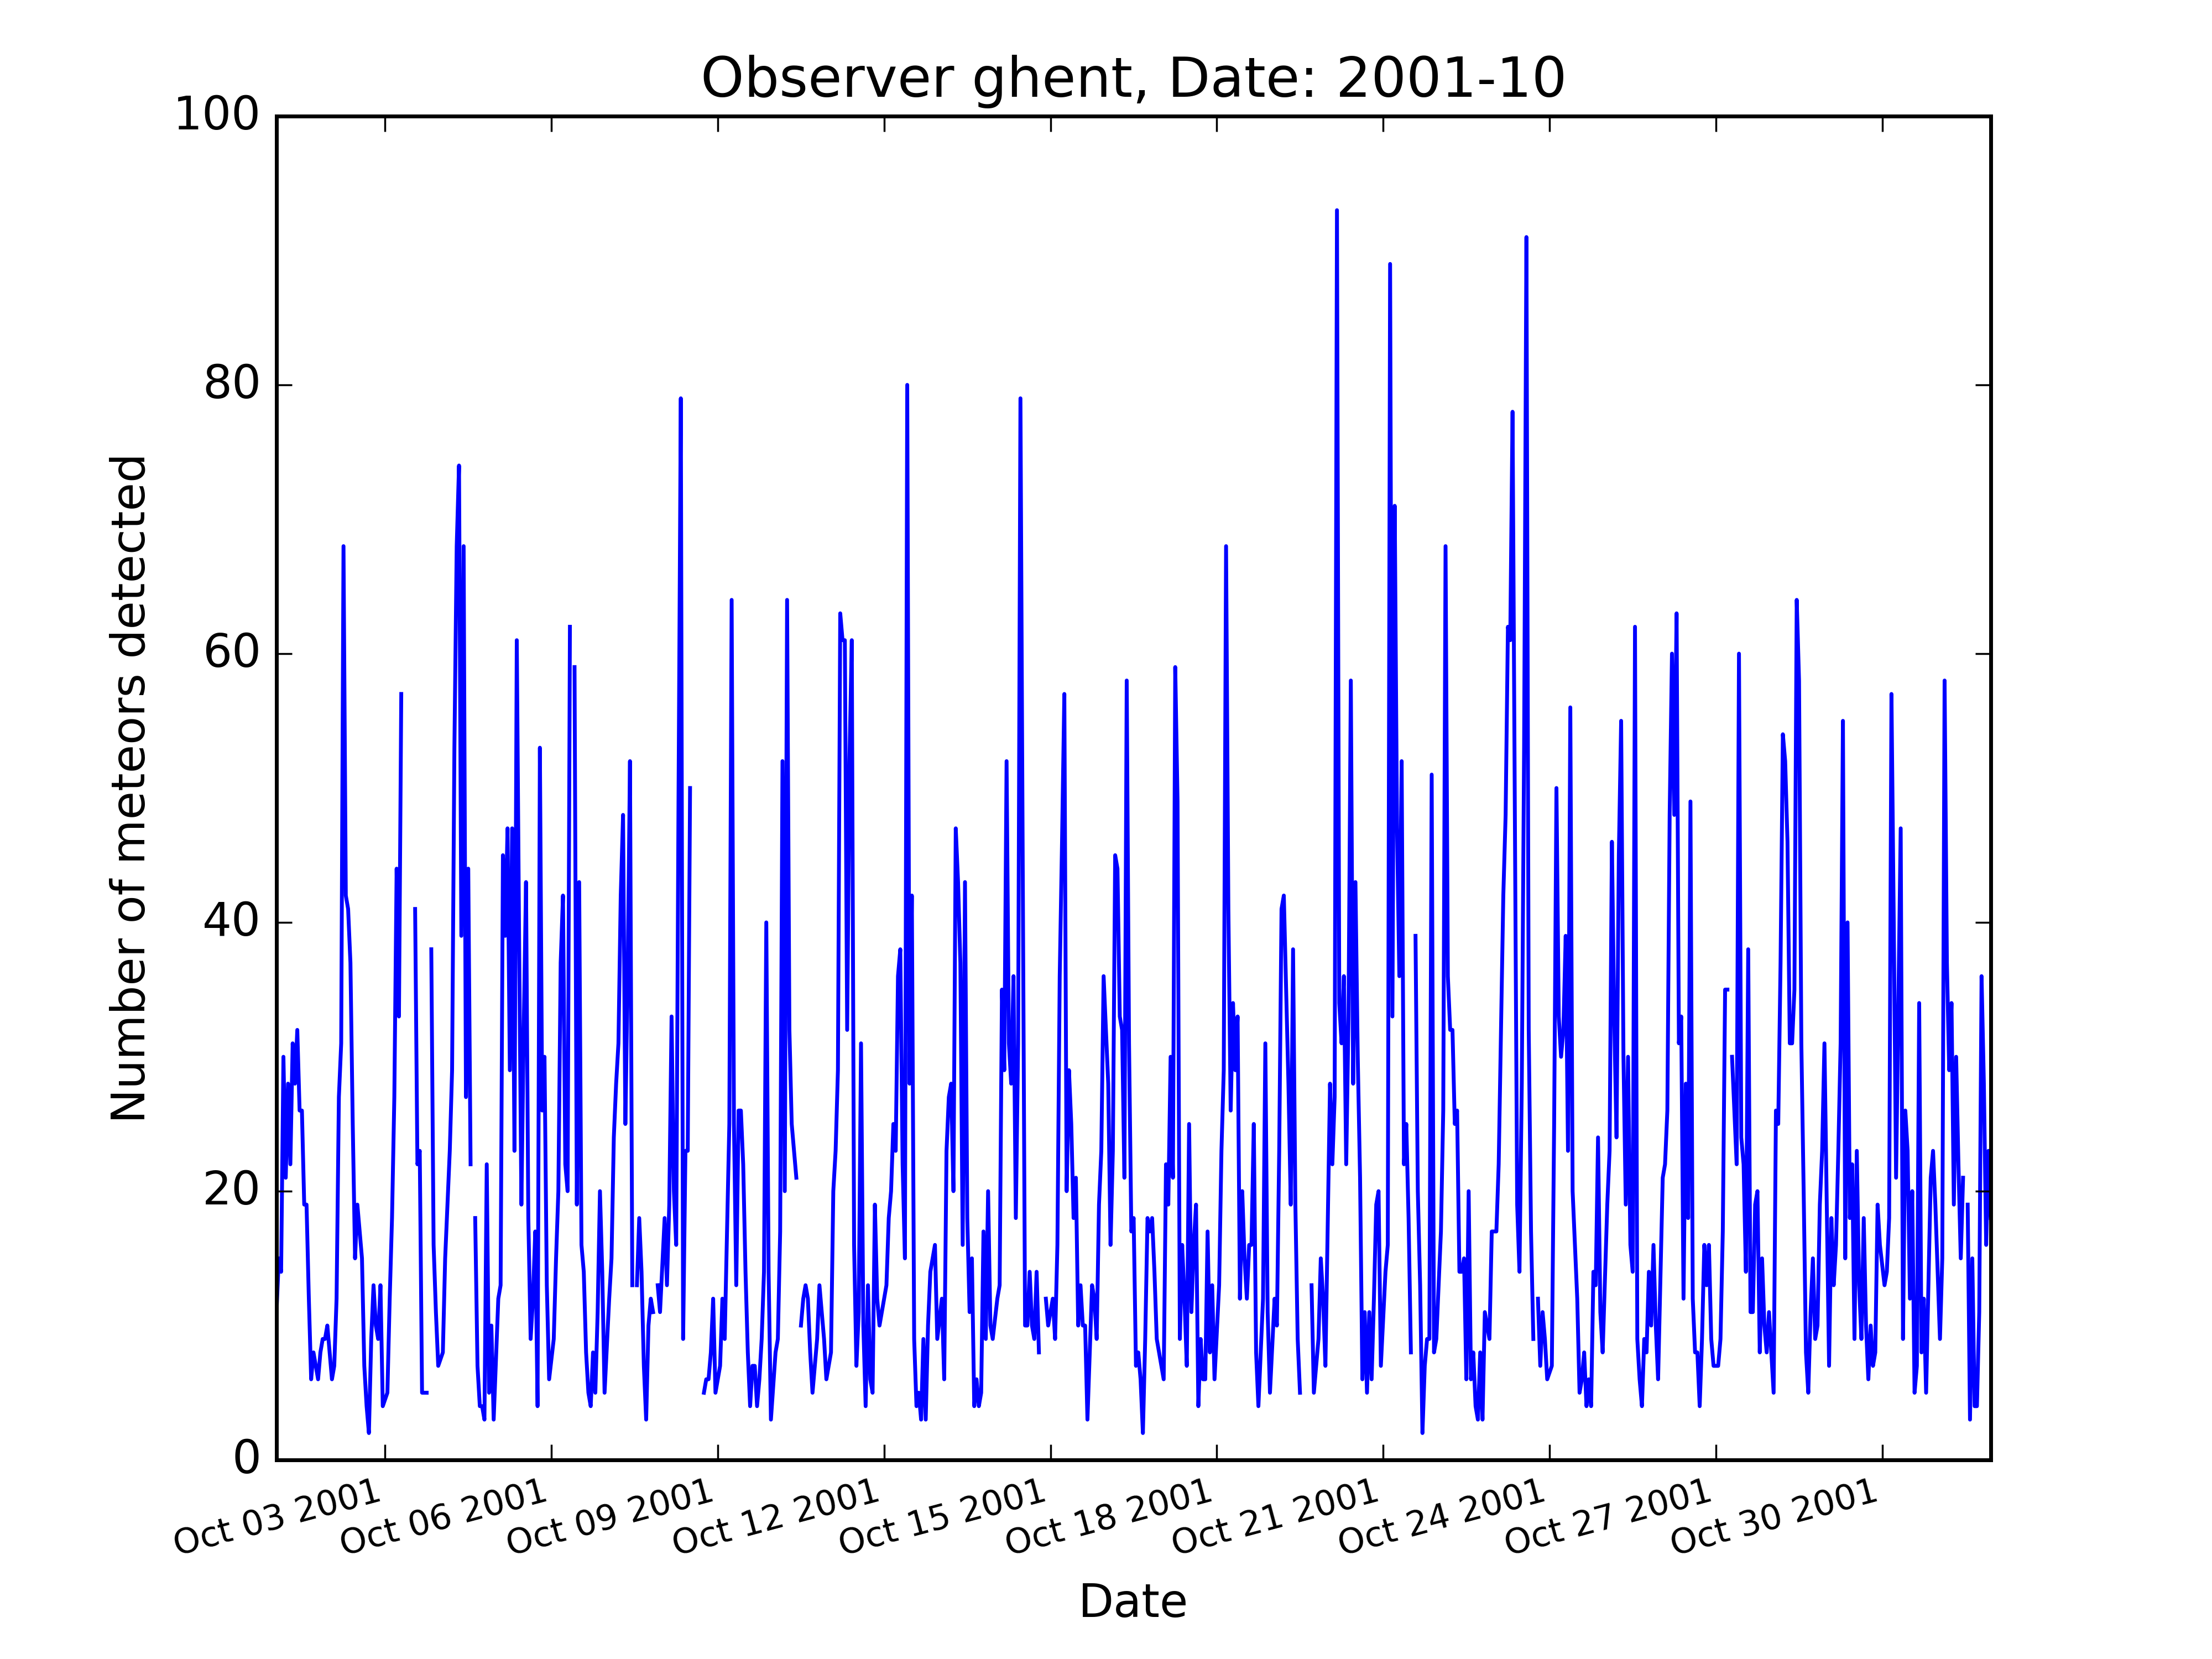 Observer ghent, Date: 2001-10
100
80
60
40
20
0
Number of meteors detected
Oct 03 2001
Oct 06 2001
Oct 09 2001
Oct 12 2001
Oct 15 2001
Oct 18 2001
Oct 21 2001
Oct 24 2001
Oct 27 2001
Oct 30 2001
Date